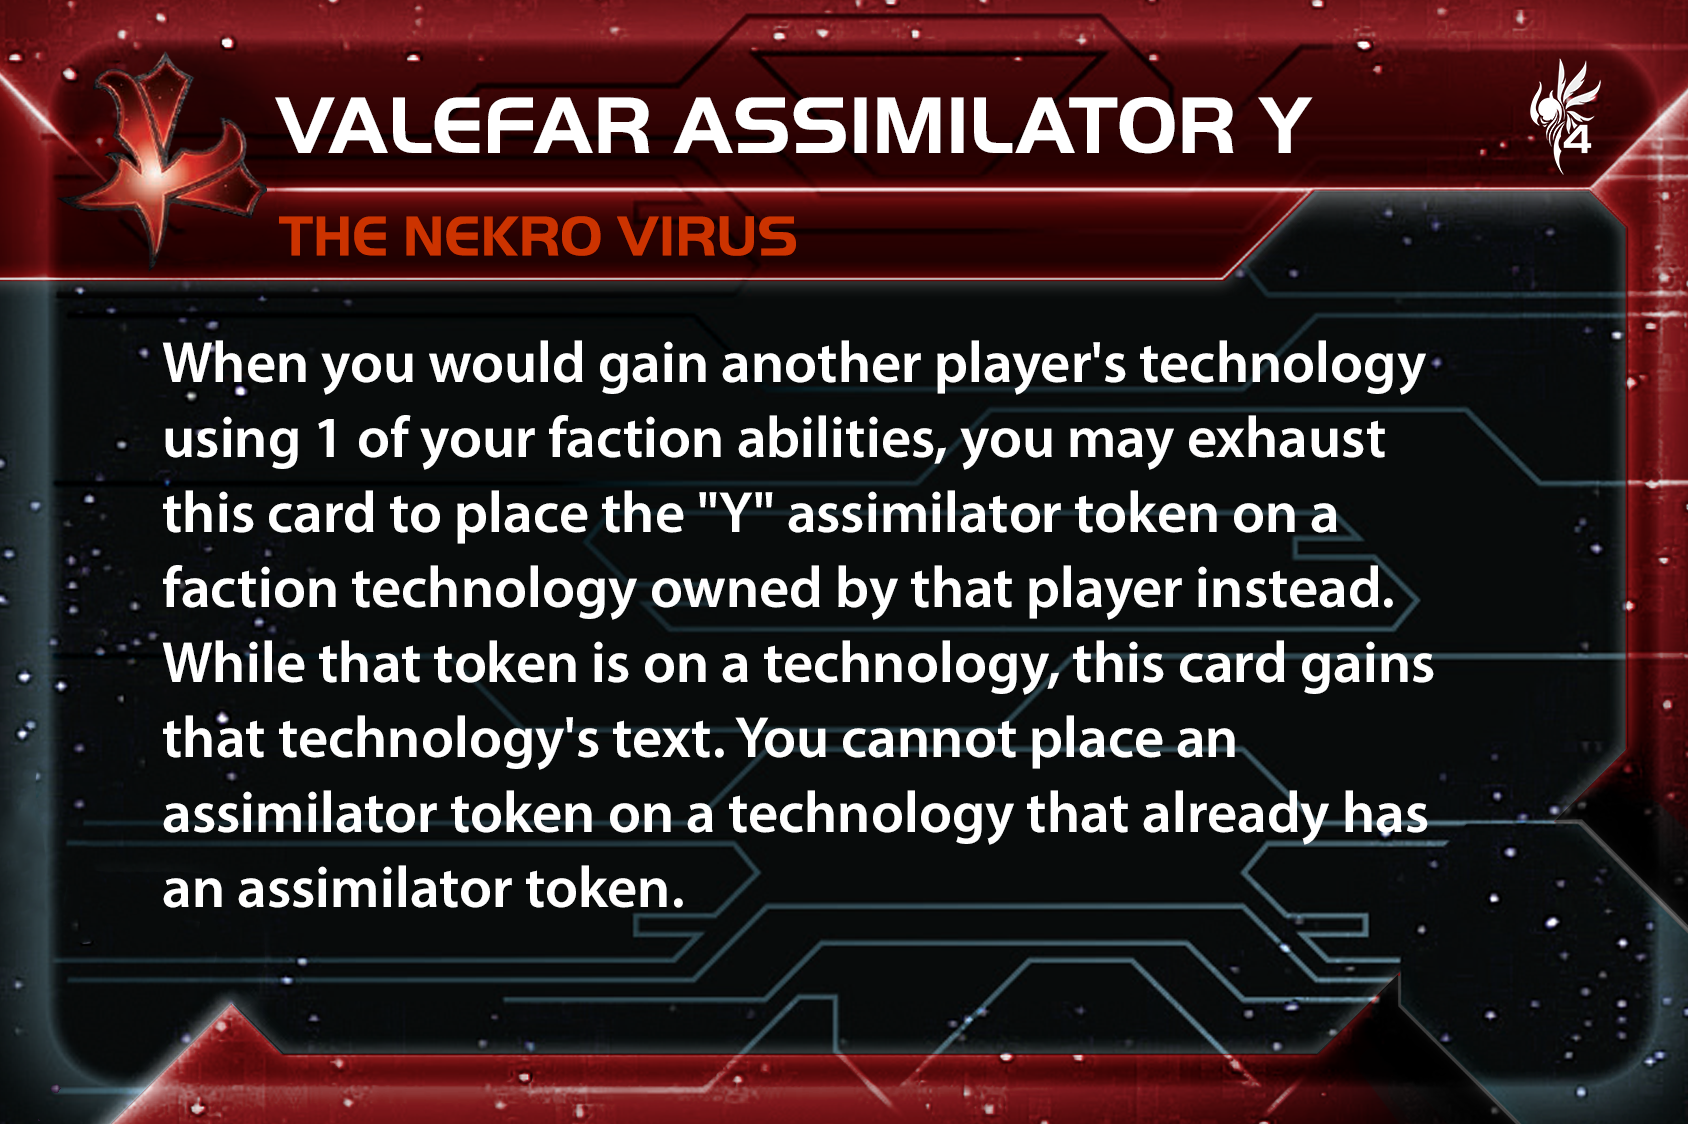 VALEFAR ASSIMILATOR Y
4
THE NEKRO VIRUS
When you would gain another player's technology
using 1 of your faction abilities, you may exhaust
this card to place the "Y" assimilator token on a
faction technology owned by that player instead.
While that token is on a technology, this card gains
that technology's text. You cannot place an
assimilator token on a technology that already has
an assimilator token.